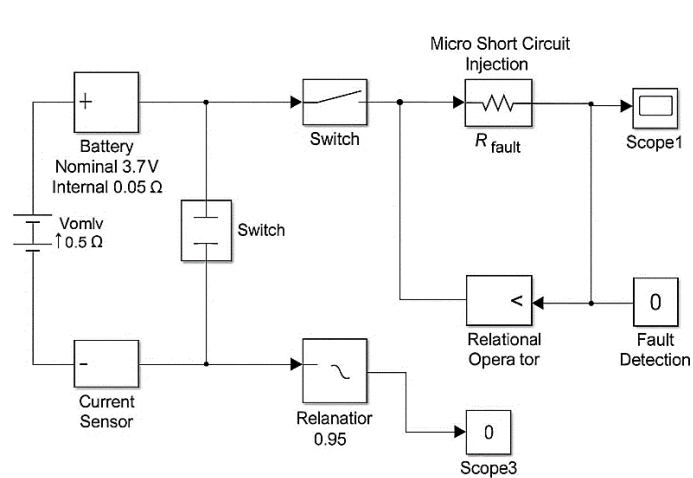 Micro Short Circuit
Injection
+
Battery
Nominal 3.7 V
Internal 0.05 Ω
Switch
R fault
Scope1
Vomlv
↑0.5 Ω
Switch
<
0
Relational
Opera tor
Fault
Detection
-
Current
Sensor
Relanatior
0.95
0
Scope3